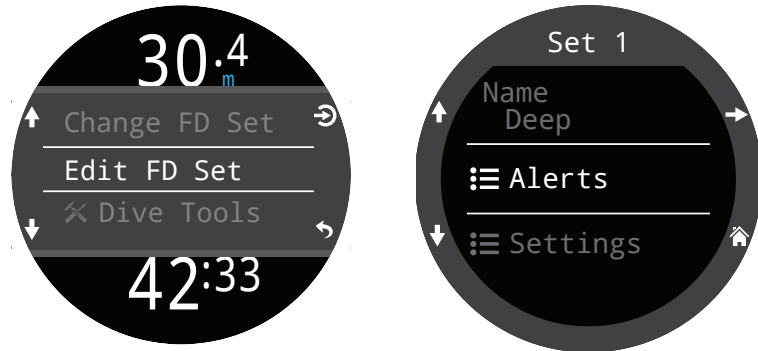 30.4
m
Change FD Set
Edit FD Set
Dive Tools
42:33
Set 1
Name
Deep
Alerts
Settings